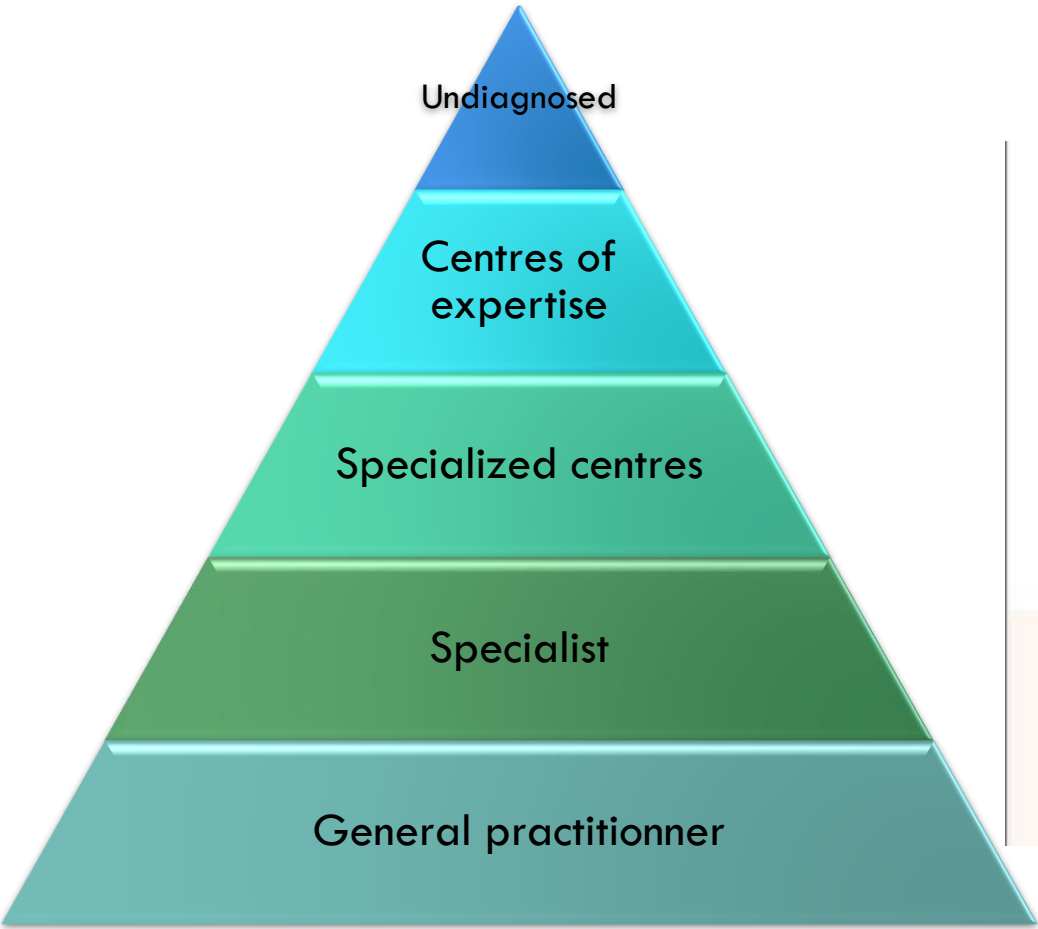 Undiagnosed
Centres of
expertise
Specialized centres
Specialist
General practitionner